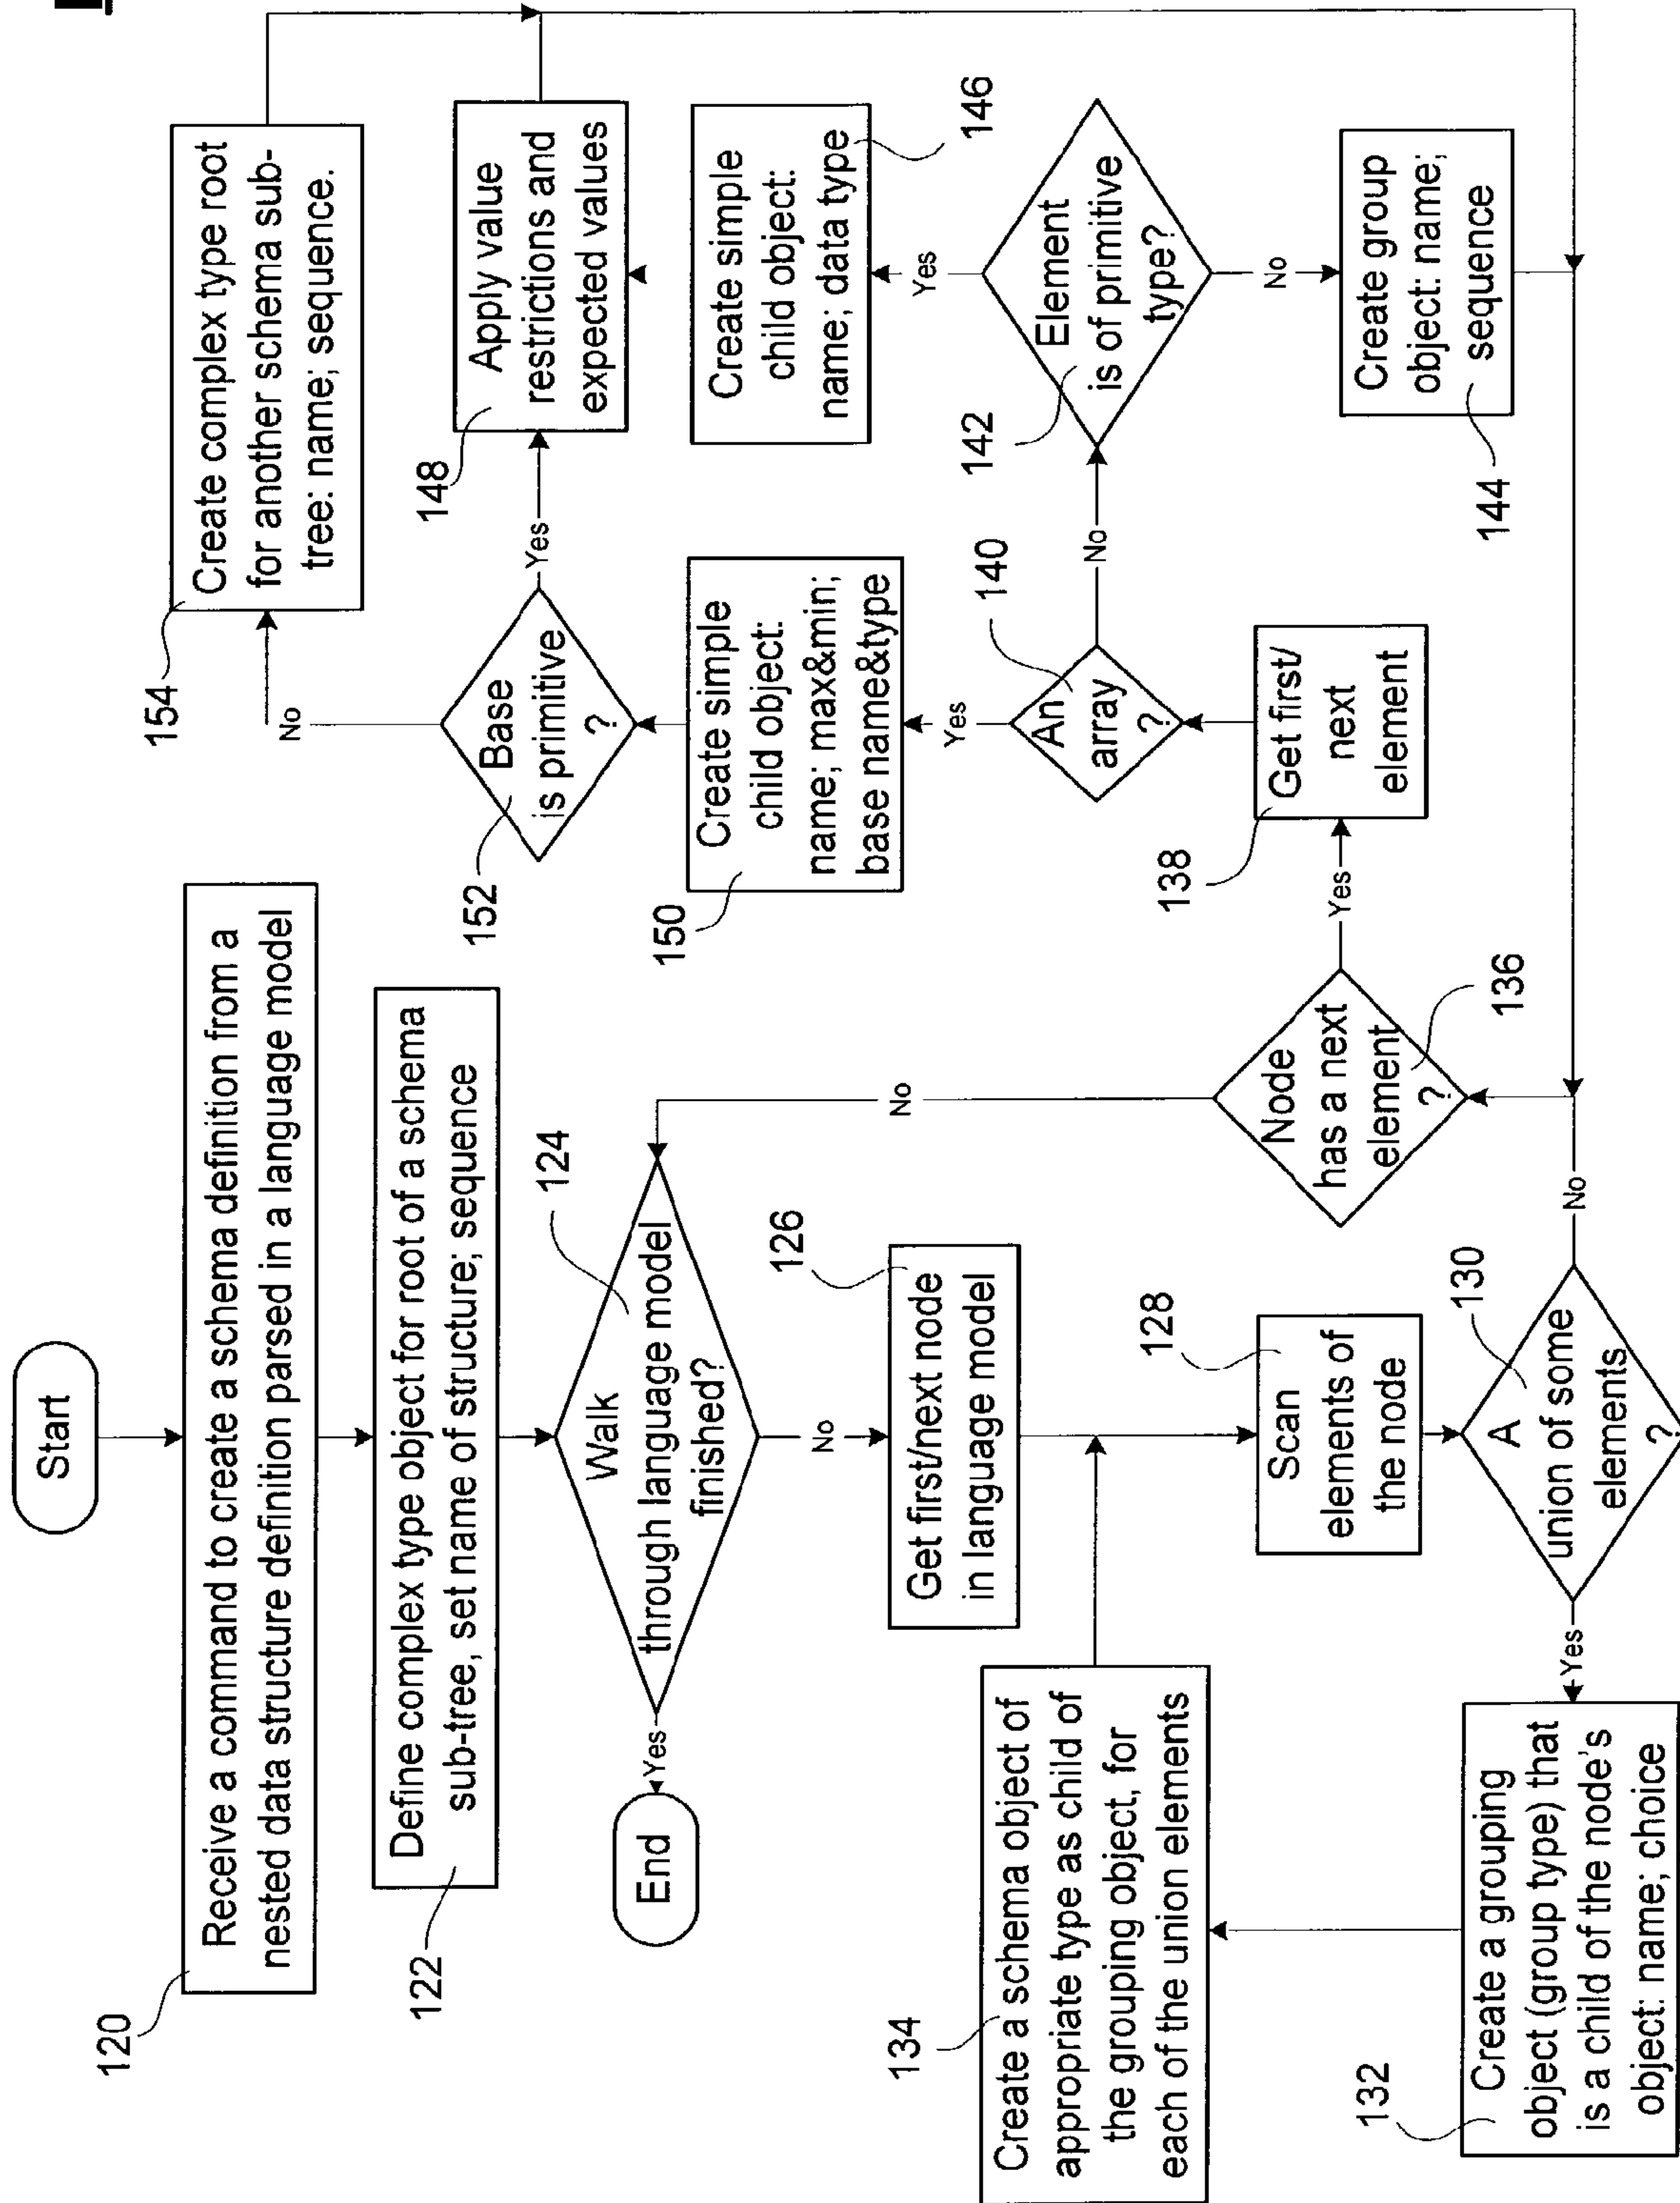 Start
120
Receive a command to create a schema definition from a
nested data structure definition parsed in a language model
122
Define complex type object for root of a schema
sub-tree, set name of structure; sequence
124
Walk
through language model
finished?
Yes
End
No
126
Get first/next node
in language model
128
Scan
elements of
the node
130
A
union of some
elements
?
Yes
No
132
Create a grouping
object (group type) that
is a child of the node's
object: name; choice
134
Create a schema object of
appropriate type as child of
the grouping object, for
each of the union elements
136
Node
has a next
element
?
No
Yes
138
Get first/
next
element
140
An
array
?
Yes
No
142
Element
is of primitive
type?
Yes
No
144
Create group
object: name;
sequence
146
Create simple
child object:
name; data type
148
Apply value
restrictions and
expected values
150
Create simple
child object:
name; max&min;
base name&type
152
Base
is primitive
?
Yes
No
154
Create complex type root
for another schema sub-
tree: name; sequence.